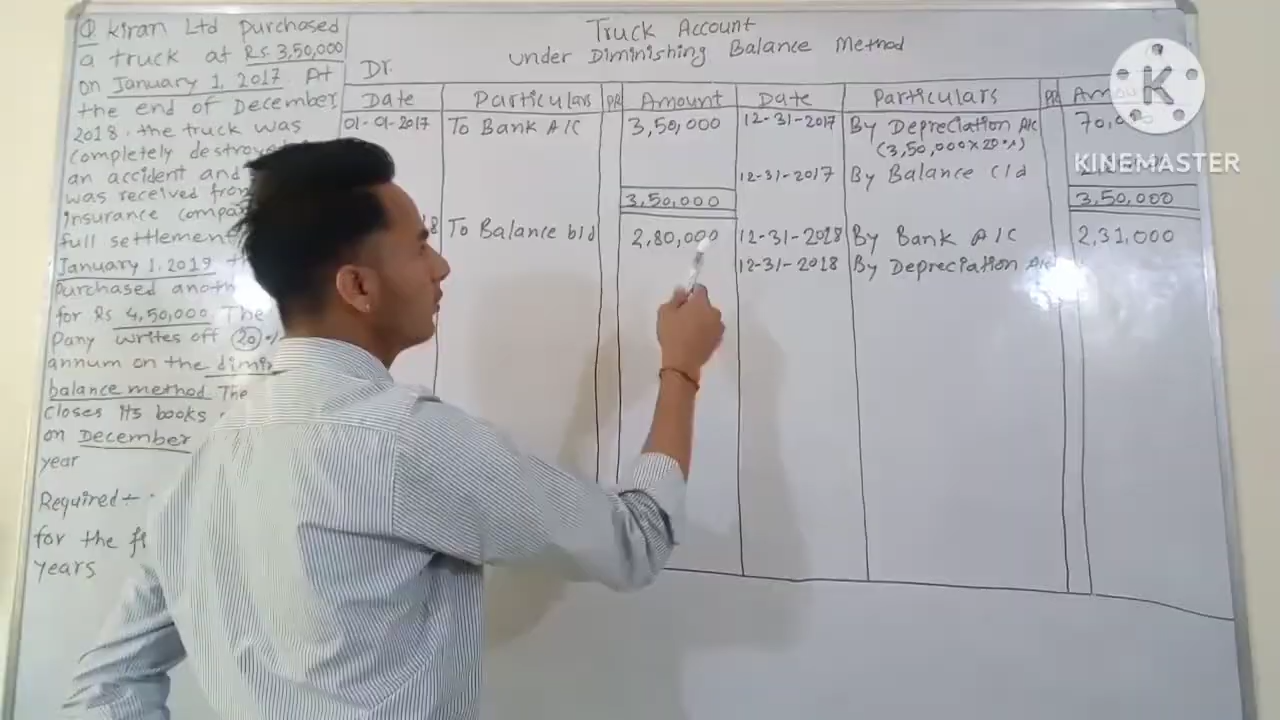 Q Kiran Ltd Purchased
a truck at Rs. 3,50,000
on January 1, 2017. At
the end of December
2018. the truck was
completely destroyed
an accident and
was received from
insurance
full settlement
January 1, 2019
Purchased
for Rs 4,50,000 The
Pany writes off 20 %
annum on the
balance method The
closes its books
on December
year
Required :-
for the
years
Truck Account
under Diminishing Balance Method
Dr.
Date Particulars PR Amount Date Particulars PR
01-01-2017 To Bank A/C 3,50,000 12-31-2017 By Depreciation A/c
(3,50,000×20%)
12-31-2017 By Balance c/d
3,50,000 3,50,000
To Balance b/d 2,80,000 12-31-2018 By Bank A/C 2,31,000
12-31-2018 By Depreciation A/c
K
KINEMASTER